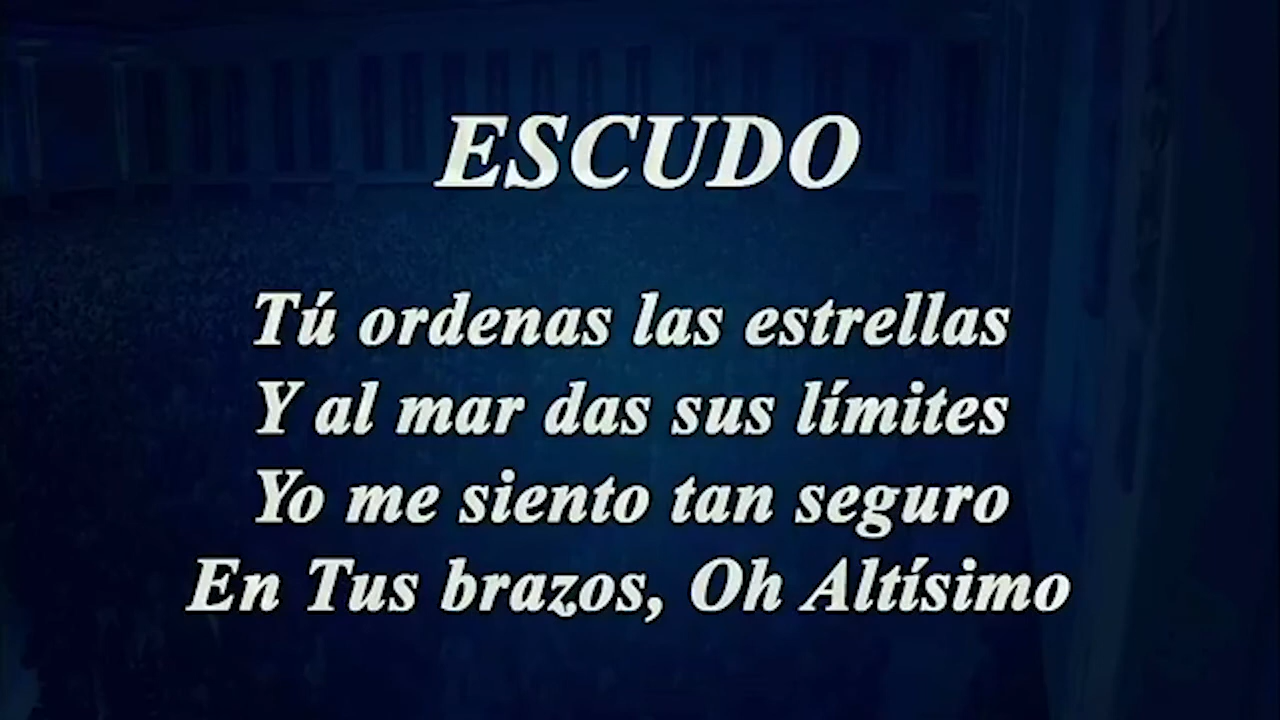 ESCUDO
Tú ordenas las estrellas
Y al mar das sus límites
Yo me siento tan seguro
En Tus brazos, Oh Altísimo